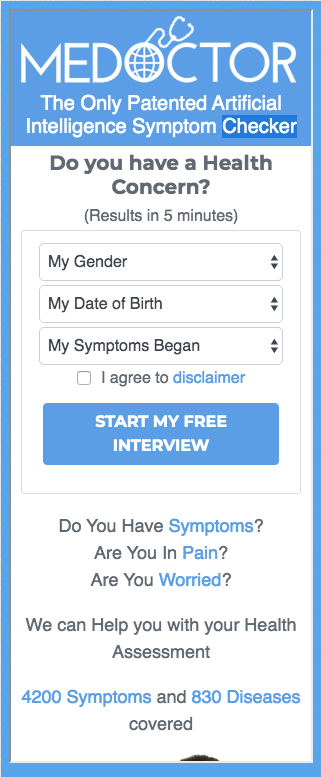 MEDOCTOR
The Only Patented Artificial
Intelligence Symptom Checker
Do you have a Health
Concern?
(Results in 5 minutes)
My Gender
My Date of Birth
My Symptoms Began
I agree to disclaimer
START MY FREE
INTERVIEW
Do You Have Symptoms?
Are You In Pain?
Are You Worried?
We can Help you with your Health
Assessment
4200 Symptoms and 830 Diseases
covered